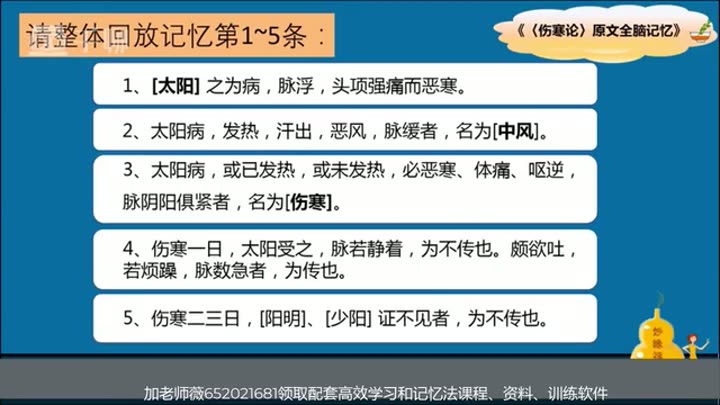 请整体回放记忆第1~5条：
《〈伤寒论〉原文全脑记忆》
1、[太阳] 之为病，脉浮，头项强痛而恶寒。
2、太阳病，发热，汗出，恶风，脉缓者，名为[中风]。
3、太阳病，或已发热，或未发热，必恶寒、体痛、呕逆，
脉阴阳俱紧者，名为[伤寒]。
4、伤寒一日，太阳受之，脉若静着，为不传也。颇欲吐，
若烦躁，脉数急者，为传也。
5、伤寒二三日，[阳明]、[少阳] 证不见者，为不传也。
加老师薇652021681领取配套高效学习和记忆法课程、资料、训练软件